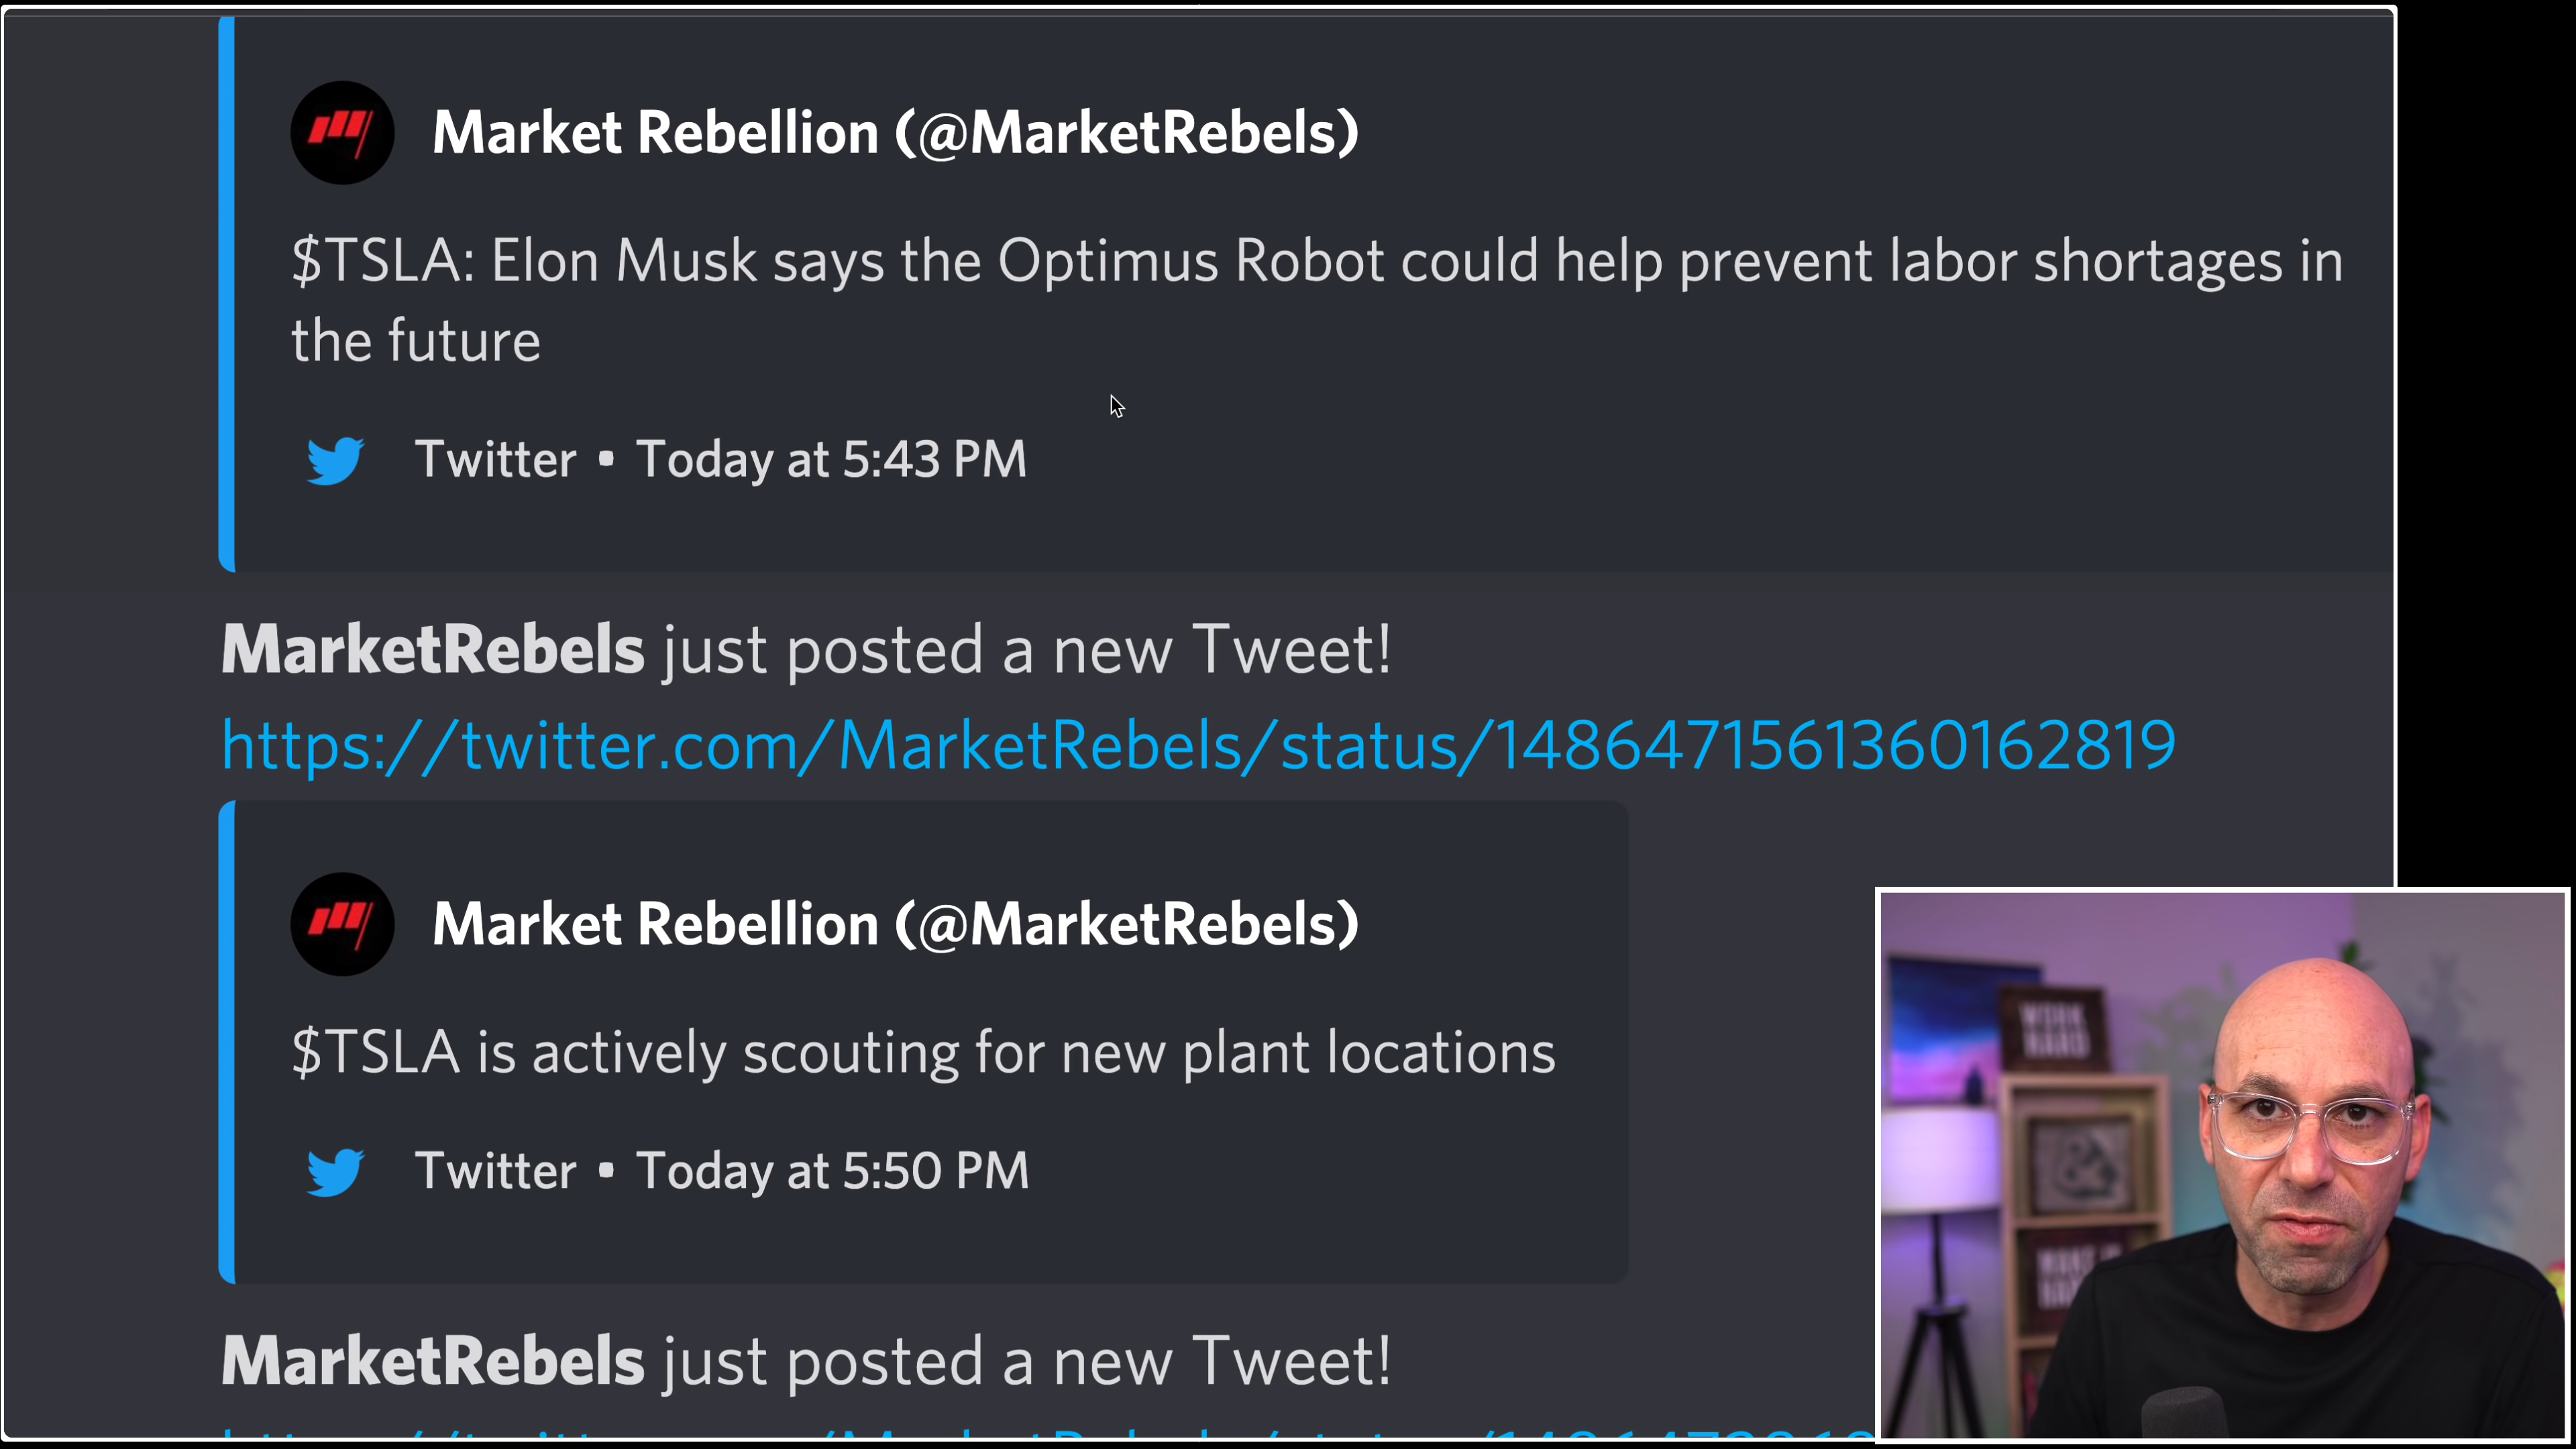 Market Rebellion (@MarketRebels)
$TSLA: Elon Musk says the Optimus Robot could help prevent labor shortages in
the future
Twitter • Today at 5:43 PM
MarketRebels just posted a new Tweet!
https://twitter.com/MarketRebels/status/1486471561360162819
Market Rebellion (@MarketRebels)
$TSLA is actively scouting for new plant locations
Twitter • Today at 5:50 PM
MarketRebels just posted a new Tweet!
WORK
HARD